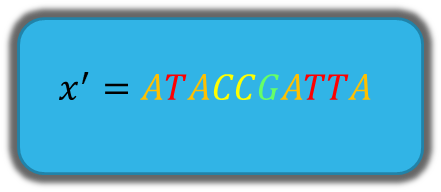 x′ = ATACCGATTA